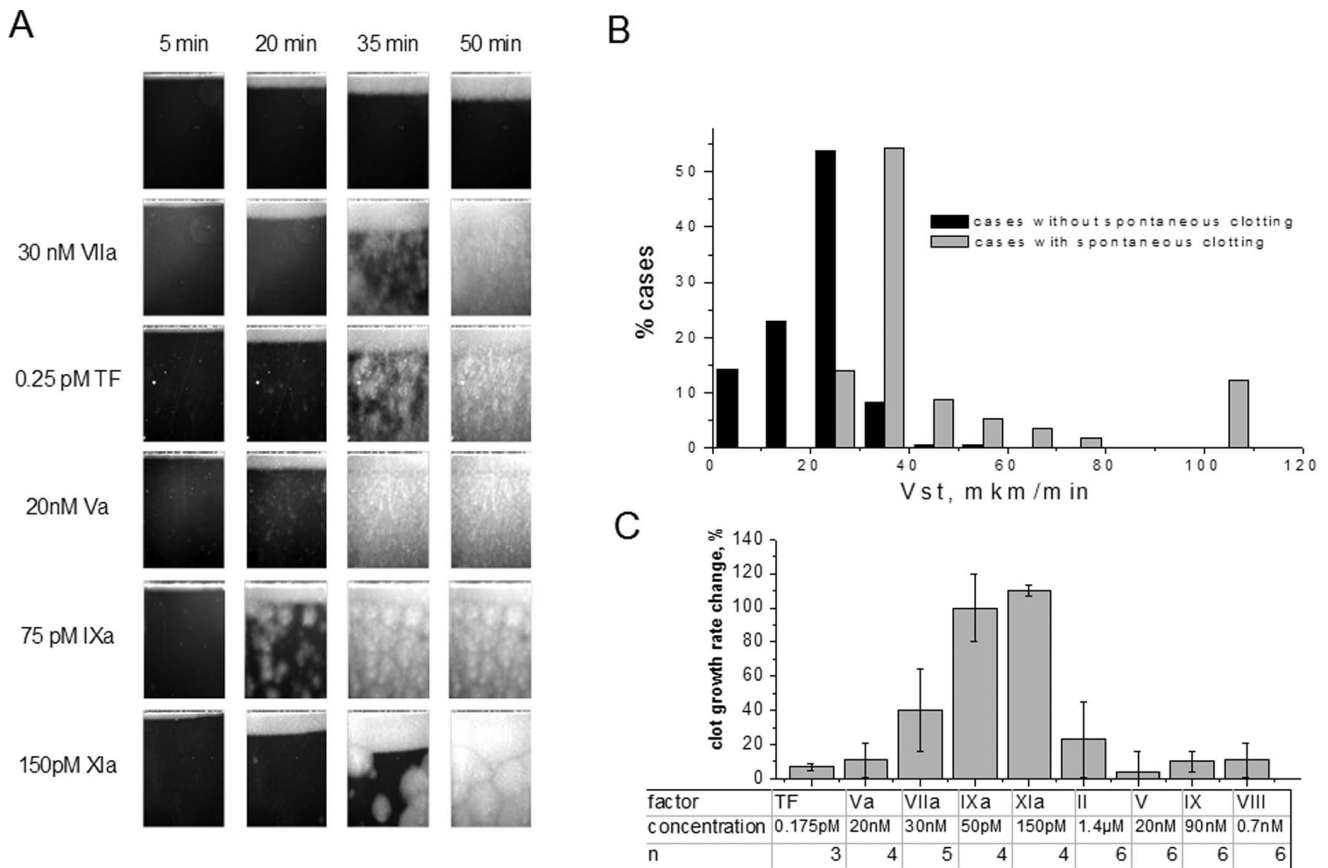 A
5 min 20 min 35 min 50 min
30 nM VIIa
0.25 pM TF
20nM Va
75 pM IXa
150pM XIa
B
% cases
50
40
30
20
10
0
cases without spontaneous clotting
cases with spontaneous clotting
0 20 40 60 80 100 120
Vst, mkm/min
C
clot growth rate change, %
140
120
100
80
60
40
20
0
factor TF Va VIIa IXa XIa II V IX VIII
concentration 0.175pM 20nM 30nM 50pM 150pM 1.4µM 20nM 90nM 0.7nM
n 3 4 5 4 4 6 6 6 6